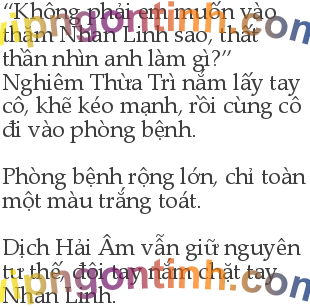 “Không phải em muốn vào
thăm Nhan Linh sao, thất
thần nhìn anh làm gì?”
Nghiêm Thừa Trì nắm lấy tay
cô, khẽ kéo mạnh, rồi cùng cô
đi vào phòng bệnh.
Phòng bệnh rộng lớn, chỉ toàn
một màu trắng toát.
Dịch Hải Âm vẫn giữ nguyên
tư thế, đôi tay nắm chặt tay
Nhan Linh.